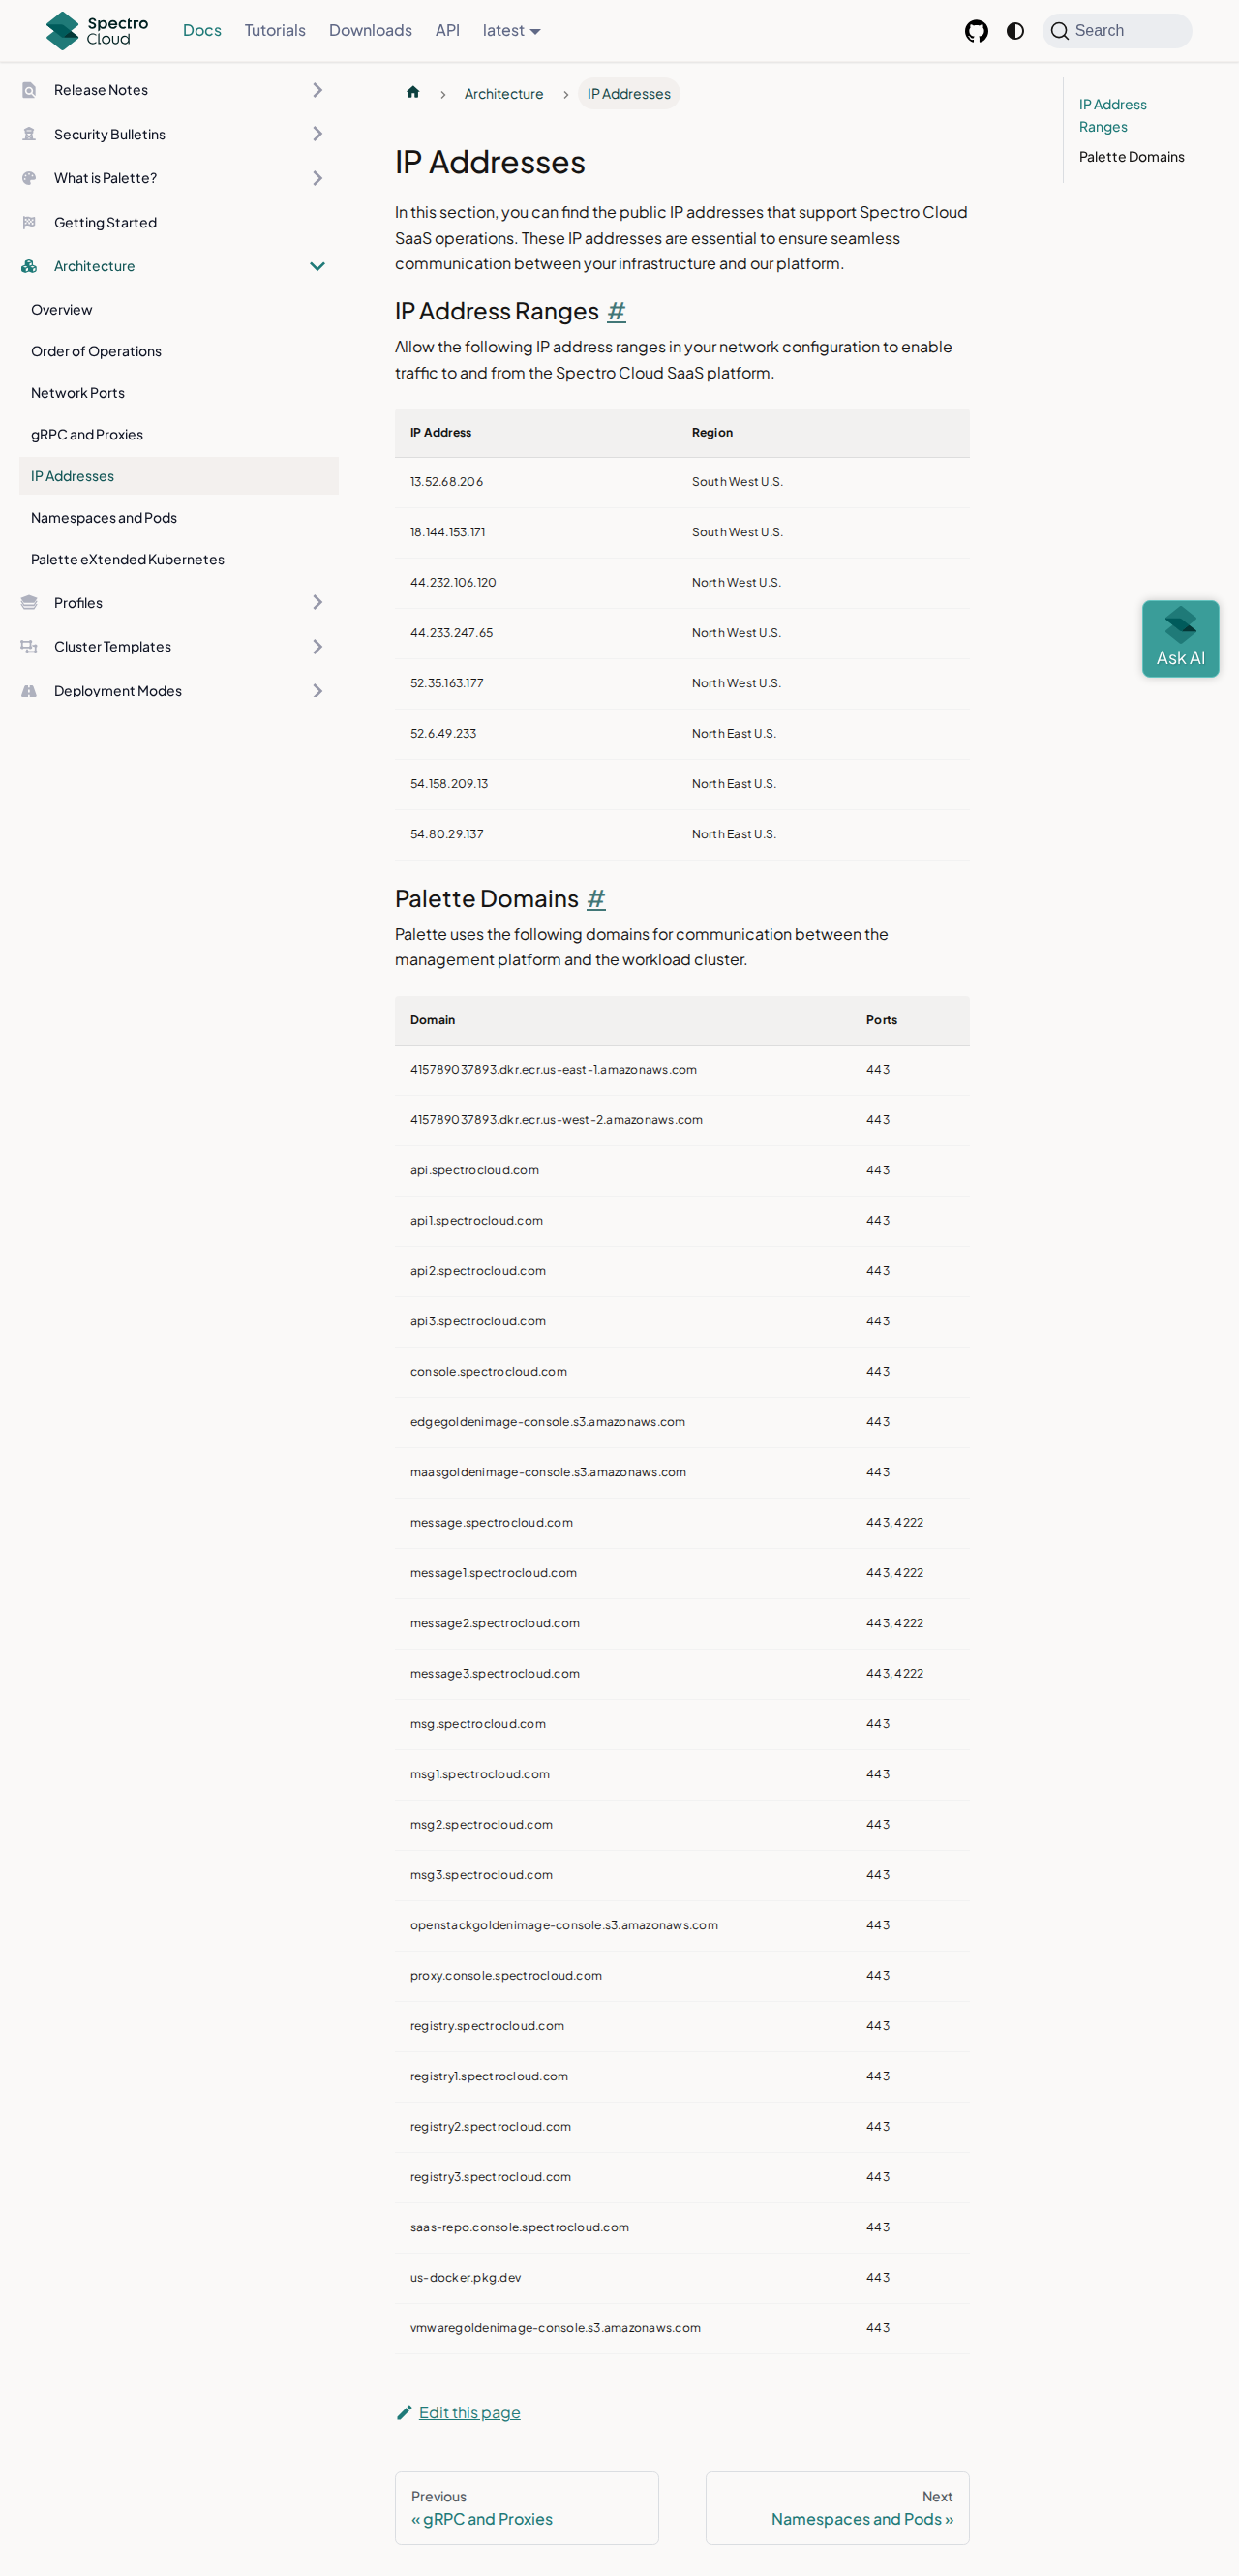 Spectro Cloud
Docs
Tutorials
Downloads
API
latest
Search
Release Notes
Security Bulletins
What is Palette?
Getting Started
Architecture
Overview
Order of Operations
Network Ports
gRPC and Proxies
IP Addresses
Namespaces and Pods
Palette eXtended Kubernetes
Profiles
Cluster Templates
Deployment Modes
Architecture
IP Addresses
IP Addresses
In this section, you can find the public IP addresses that support Spectro Cloud
SaaS operations. These IP addresses are essential to ensure seamless
communication between your infrastructure and our platform.
IP Address Ranges #
Allow the following IP address ranges in your network configuration to enable
traffic to and from the Spectro Cloud SaaS platform.
IP Address Region
13.52.68.206 South West U.S.
18.144.153.171 South West U.S.
44.232.106.120 North West U.S.
44.233.247.65 North West U.S.
52.35.163.177 North West U.S.
52.6.49.233 North East U.S.
54.158.209.13 North East U.S.
54.80.29.137 North East U.S.
Palette Domains #
Palette uses the following domains for communication between the
management platform and the workload cluster.
Domain Ports
415789037893.dkr.ecr.us-east-1.amazonaws.com 443
415789037893.dkr.ecr.us-west-2.amazonaws.com 443
api.spectrocloud.com 443
api1.spectrocloud.com 443
api2.spectrocloud.com 443
api3.spectrocloud.com 443
console.spectrocloud.com 443
edgegoldenimage-console.s3.amazonaws.com 443
maasgoldenimage-console.s3.amazonaws.com 443
message.spectrocloud.com 443, 4222
message1.spectrocloud.com 443, 4222
message2.spectrocloud.com 443, 4222
message3.spectrocloud.com 443, 4222
msg.spectrocloud.com 443
msg1.spectrocloud.com 443
msg2.spectrocloud.com 443
msg3.spectrocloud.com 443
openstackgoldenimage-console.s3.amazonaws.com 443
proxy.console.spectrocloud.com 443
registry.spectrocloud.com 443
registry1.spectrocloud.com 443
registry2.spectrocloud.com 443
registry3.spectrocloud.com 443
saas-repo.console.spectrocloud.com 443
us-docker.pkg.dev 443
vmwaregoldenimage-console.s3.amazonaws.com 443
Edit this page
Previous
« gRPC and Proxies
Next
Namespaces and Pods »
IP Address
Ranges
Palette Domains
Ask AI